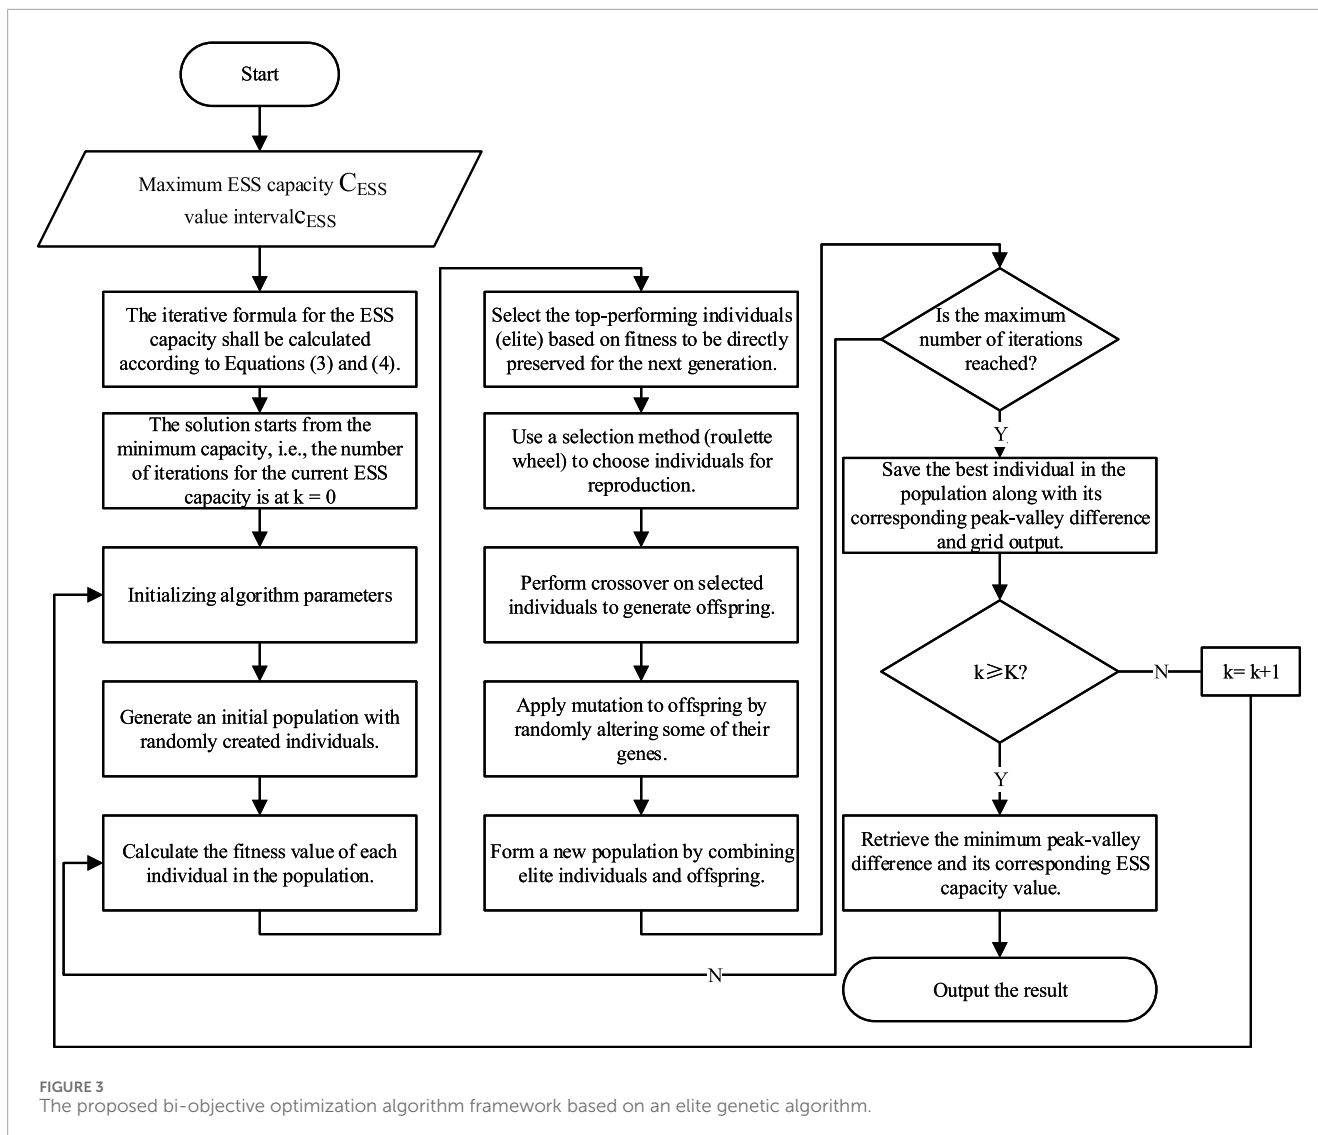 Start
Maximum ESS capacity CESS
value intervalcESS
The iterative formula for the ESS
capacity shall be calculated
according to Equations (3) and (4).
The solution starts from the
minimum capacity, i.e., the number
of iterations for the current ESS
capacity is at k = 0
Initializing algorithm parameters
Generate an initial population with
randomly created individuals.
Calculate the fitness value of each
individual in the population.
Select the top-performing individuals
(elite) based on fitness to be directly
preserved for the next generation.
Use a selection method (roulette
wheel) to choose individuals for
reproduction.
Perform crossover on selected
individuals to generate offspring.
Apply mutation to offspring by
randomly altering some of their
genes.
Form a new population by combining
elite individuals and offspring.
Is the maximum
number of iterations
reached?
N
Y
Save the best individual in the
population along with its
corresponding peak-valley difference
and grid output.
k≥K?
N
k= k+1
Y
Retrieve the minimum peak-valley
difference and its corresponding ESS
capacity value.
Output the result
FIGURE 3
The proposed bi-objective optimization algorithm framework based on an elite genetic algorithm.